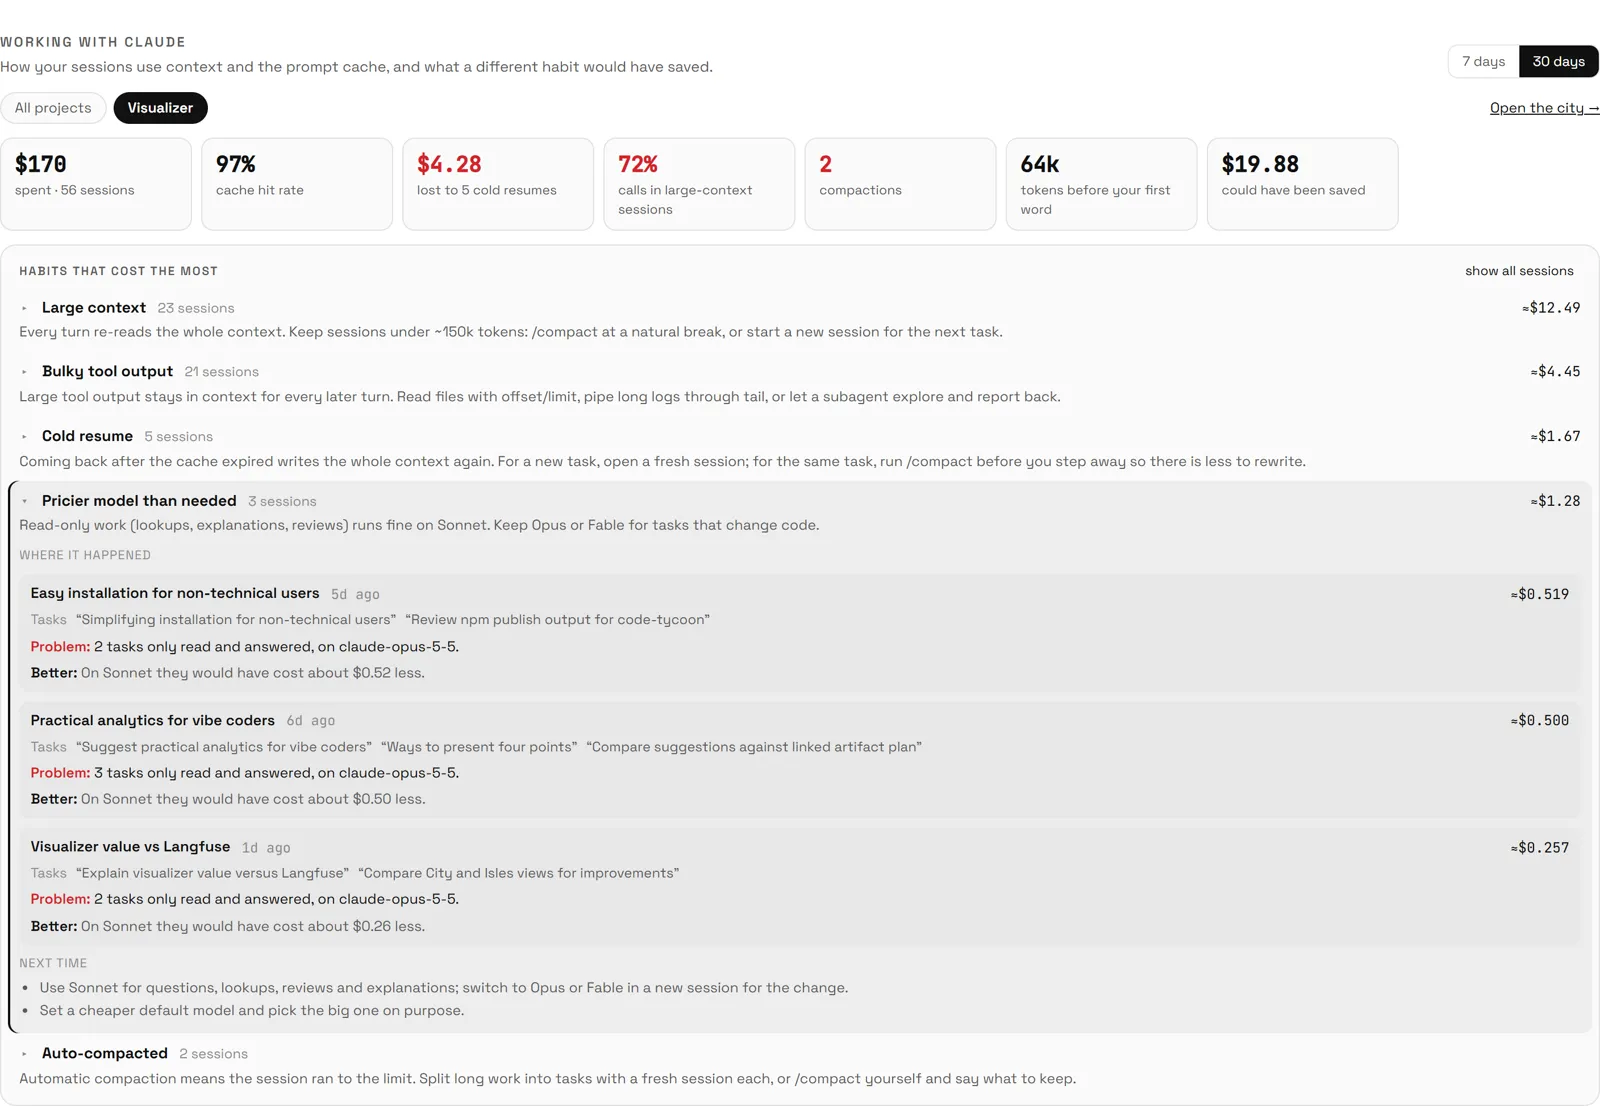 WORKING WITH CLAUDE
How your sessions use context and the prompt cache, and what a different habit would have saved.
7 days
30 days
All projects
Visualizer
Open the city →
$170
spent · 56 sessions
97%
cache hit rate
$4.28
lost to 5 cold resumes
72%
calls in large-context
sessions
2
compactions
64k
tokens before your first
word
$19.88
could have been saved
HABITS THAT COST THE MOST
show all sessions
Large context 23 sessions ≈$12.49
Every turn re-reads the whole context. Keep sessions under ~150k tokens: /compact at a natural break, or start a new session for the next task.
Bulky tool output 21 sessions ≈$4.45
Large tool output stays in context for every later turn. Read files with offset/limit, pipe long logs through tail, or let a subagent explore and report back.
Cold resume 5 sessions ≈$1.67
Coming back after the cache expired writes the whole context again. For a new task, open a fresh session; for the same task, run /compact before you step away so there is less to rewrite.
Pricier model than needed 3 sessions ≈$1.28
Read-only work (lookups, explanations, reviews) runs fine on Sonnet. Keep Opus or Fable for tasks that change code.
WHERE IT HAPPENED
Easy installation for non-technical users 5d ago ≈$0.519
Tasks “Simplifying installation for non-technical users” “Review npm publish output for code-tycoon”
Problem: 2 tasks only read and answered, on claude-opus-5-5.
Better: On Sonnet they would have cost about $0.52 less.
Practical analytics for vibe coders 6d ago ≈$0.500
Tasks “Suggest practical analytics for vibe coders” “Ways to present four points” “Compare suggestions against linked artifact plan”
Problem: 3 tasks only read and answered, on claude-opus-5-5.
Better: On Sonnet they would have cost about $0.50 less.
Visualizer value vs Langfuse 1d ago ≈$0.257
Tasks “Explain visualizer value versus Langfuse” “Compare City and Isles views for improvements”
Problem: 2 tasks only read and answered, on claude-opus-5-5.
Better: On Sonnet they would have cost about $0.26 less.
NEXT TIME
• Use Sonnet for questions, lookups, reviews and explanations; switch to Opus or Fable in a new session for the change.
• Set a cheaper default model and pick the big one on purpose.
Auto-compacted 2 sessions
Automatic compaction means the session ran to the limit. Split long work into tasks with a fresh session each, or /compact yourself and say what to keep.